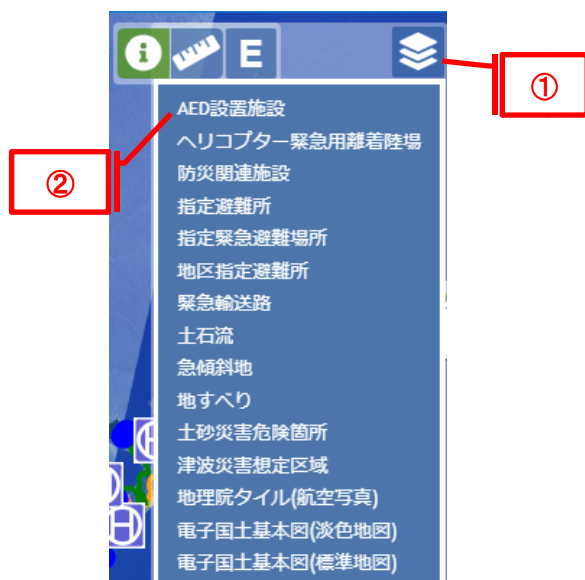 E
①
AED設置施設
ヘリコプター緊急用離着陸場
②
防災関連施設
指定避難所
指定緊急避難場所
地区指定避難所
緊急輸送路
土石流
急傾斜地
地すべり
土砂災害危険箇所
津波災害想定区域
地理院タイル(航空写真)
電子国土基本図(淡色地図)
電子国土基本図(標準地図)